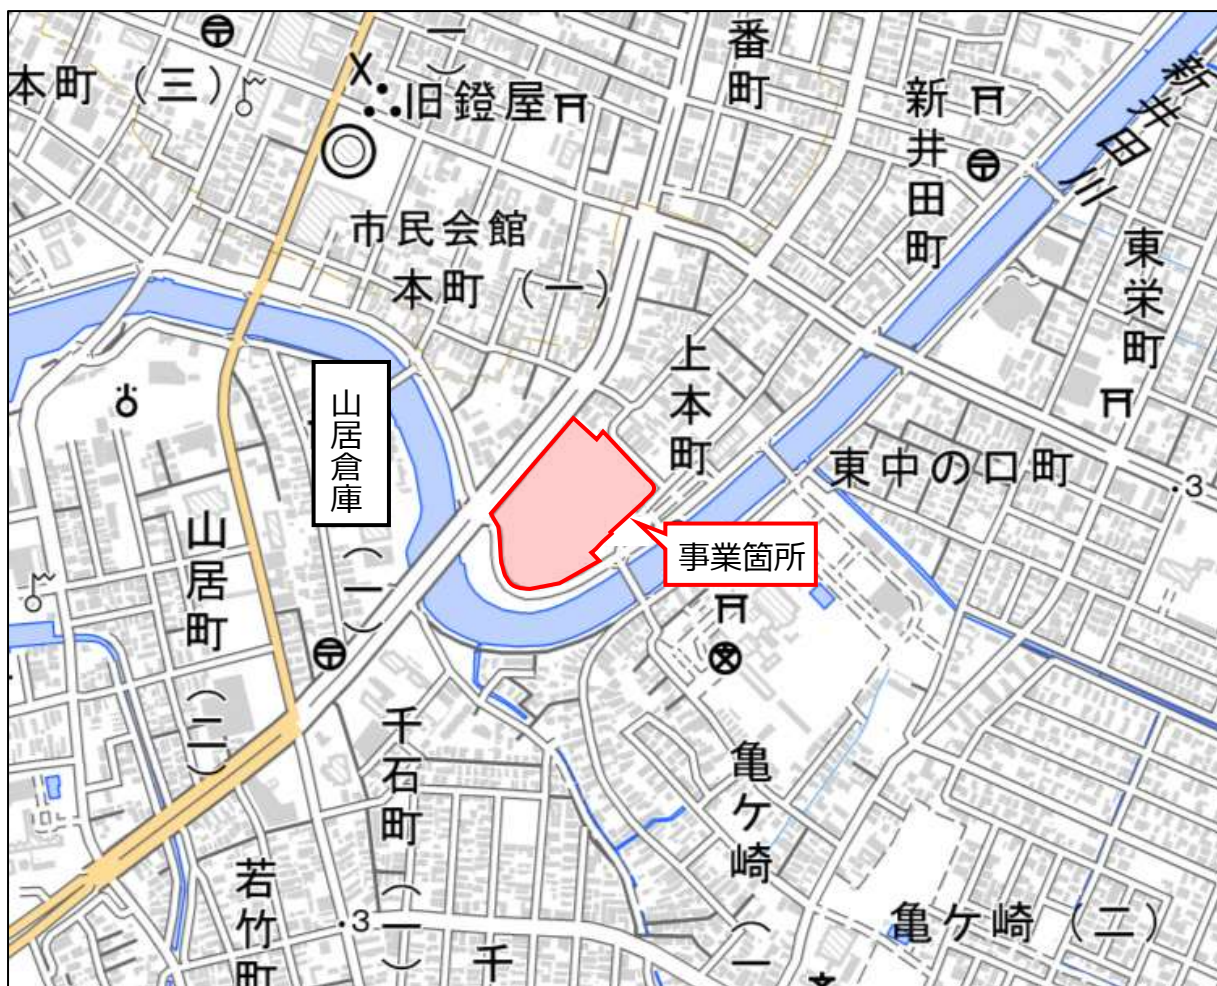 本町（三）
（一）
旧鐙屋
番町
新井田町
新井田川
市民会館
本町（一）
東栄町
上本町
山居倉庫
東中の口町
・3
事業箇所
山居町（二）
（一）
千石町（一）
亀ケ崎（一
亀ケ崎（二）
若竹町
・3
千